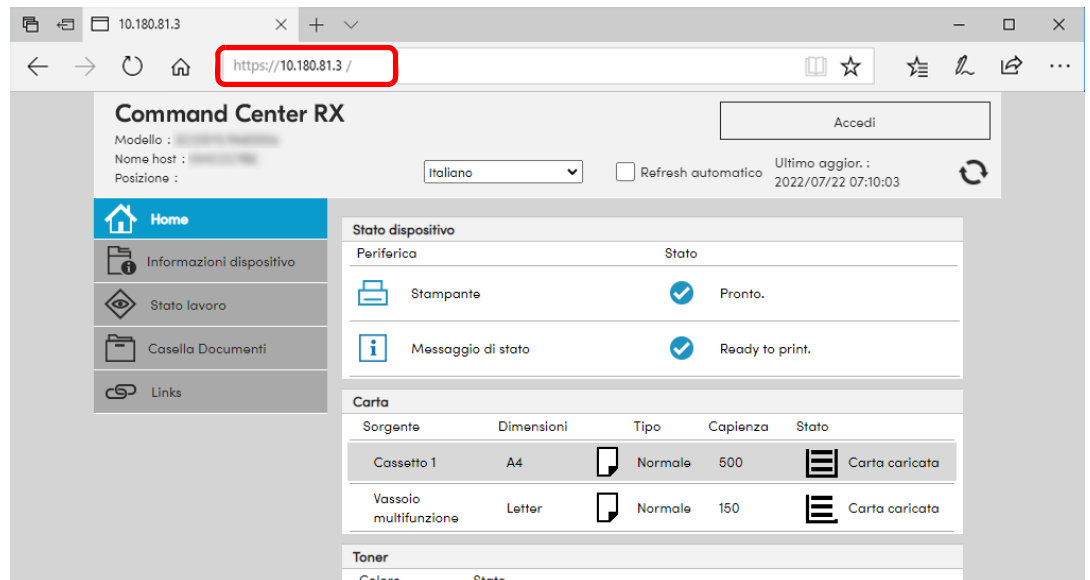 10.180.81.3
https://10.180.81.3 /
Command Center RX
Accedi
Modello :
Nome host :
Posizione :
Italiano
Refresh automatico
Ultimo aggior. :
2022/07/22 07:10:03
Home
Informazioni dispositivo
Stato lavoro
Casella Documenti
Links
Stato dispositivo
Periferica Stato
Stampante Pronto.
Messaggio di stato Ready to print.
Carta
Sorgente Dimensioni Tipo Capienza Stato
Cassetto 1 A4 Normale 500 Carta caricata
Vassoio
multifunzione Letter Normale 150 Carta caricata
Toner
Colore Stato